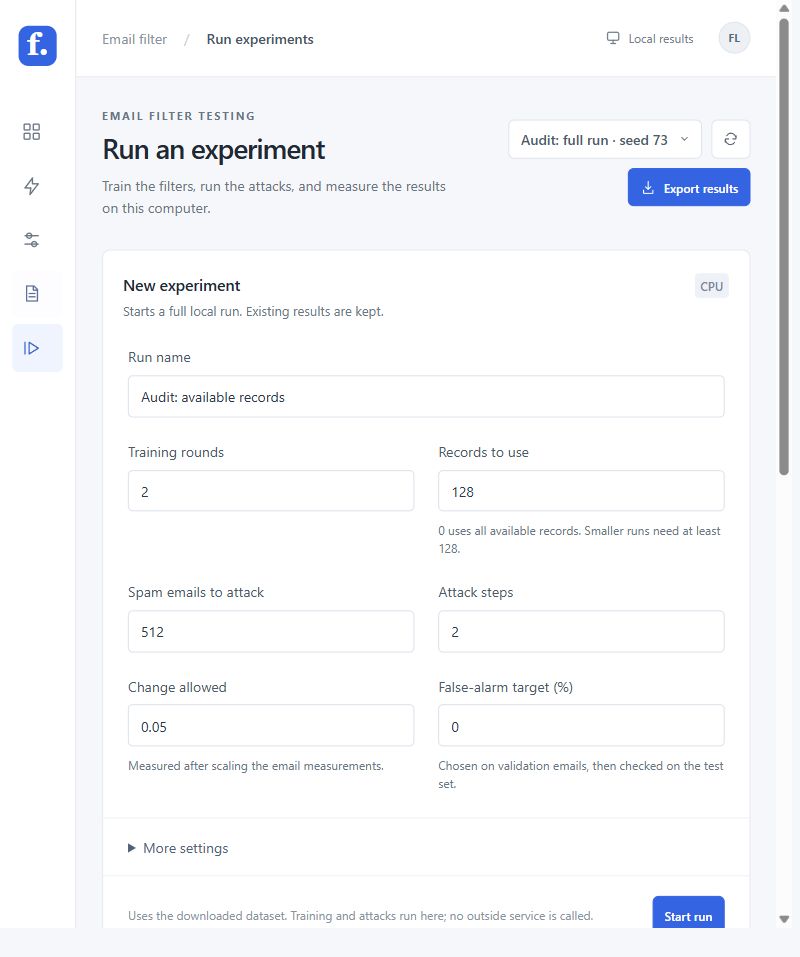 f.
Email filter / Run experiments
Local results
FL
EMAIL FILTER TESTING
Run an experiment
Audit: full run · seed 73
Train the filters, run the attacks, and measure the results
on this computer.
Export results
New experiment
CPU
Starts a full local run. Existing results are kept.
Run name
Audit: available records
Training rounds
Records to use
2
128
0 uses all available records. Smaller runs need at least
128.
Spam emails to attack
Attack steps
512
2
Change allowed
False-alarm target (%)
0.05
0
Measured after scaling the email measurements.
Chosen on validation emails, then checked on the test
set.
More settings
Uses the downloaded dataset. Training and attacks run here; no outside service is called.
Start run